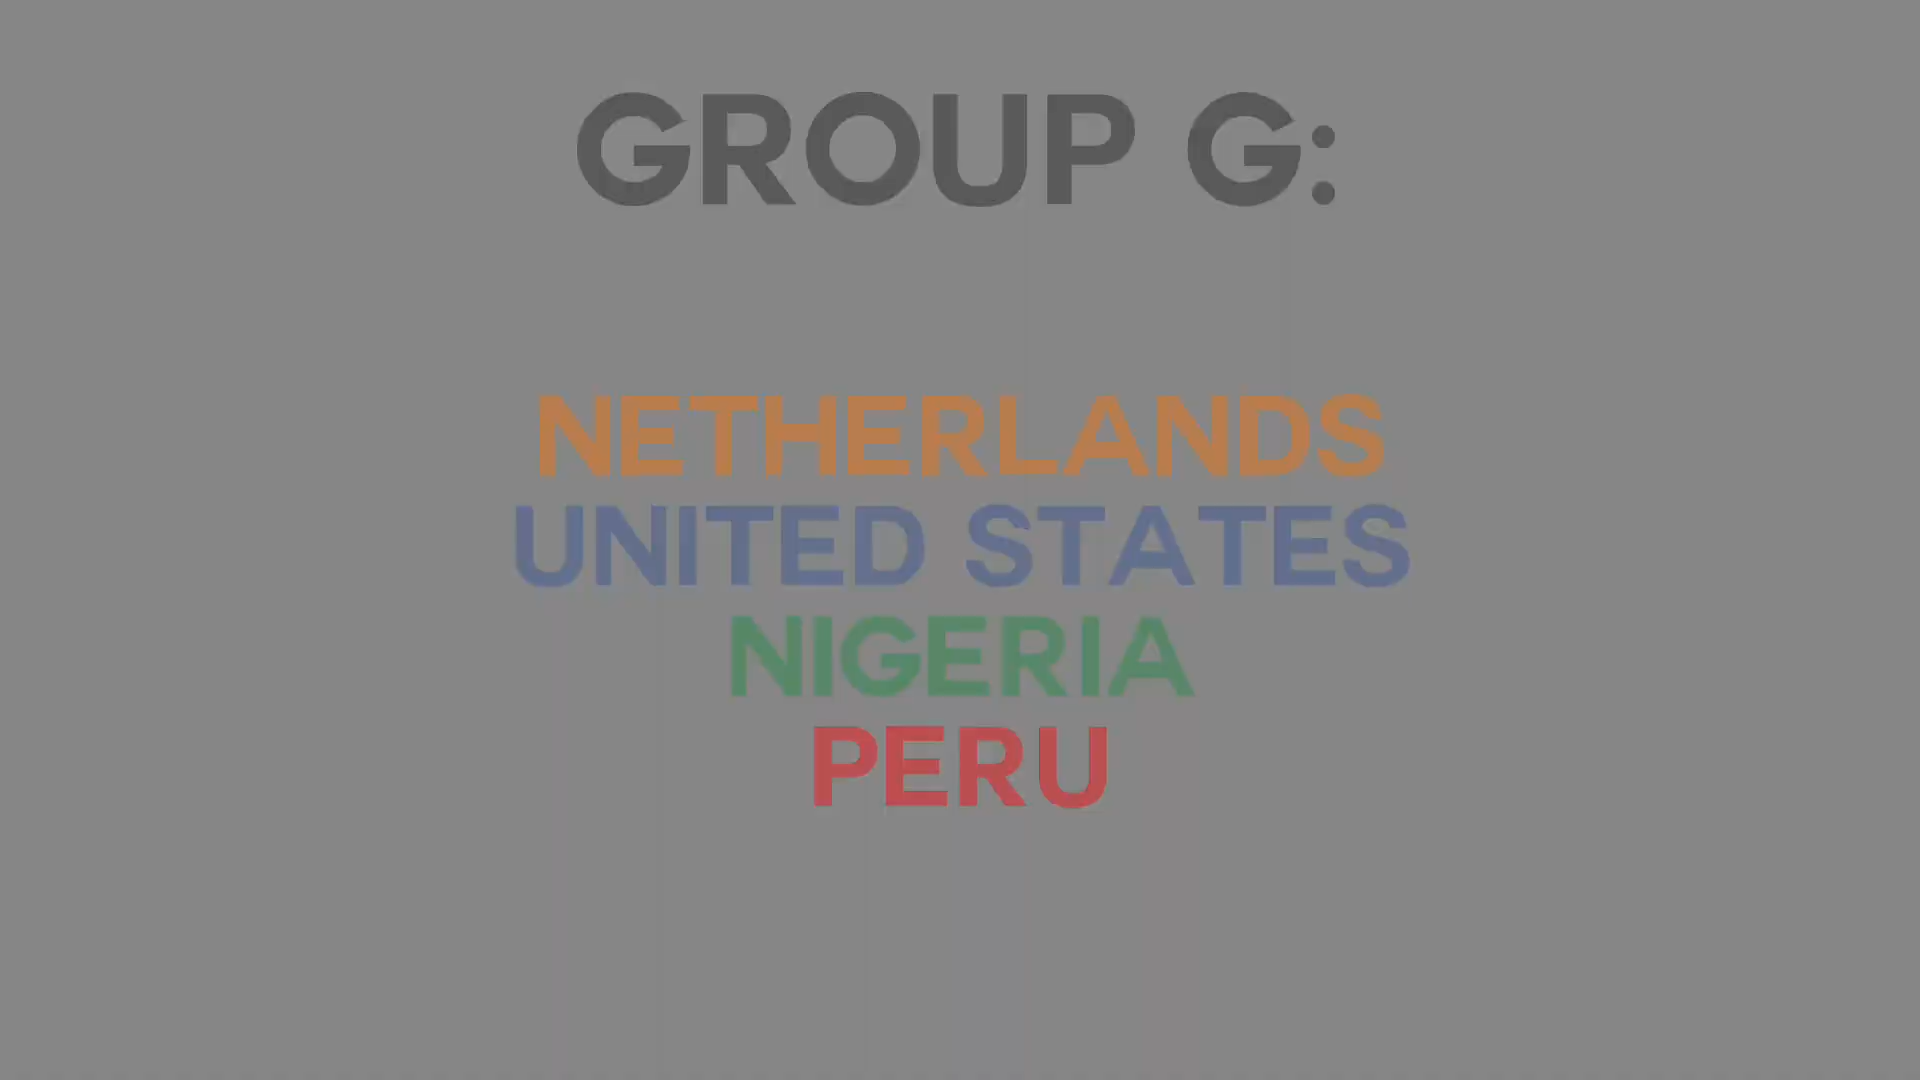 GROUP G:
NETHERLANDS
UNITED STATES
NIGERIA
PERU